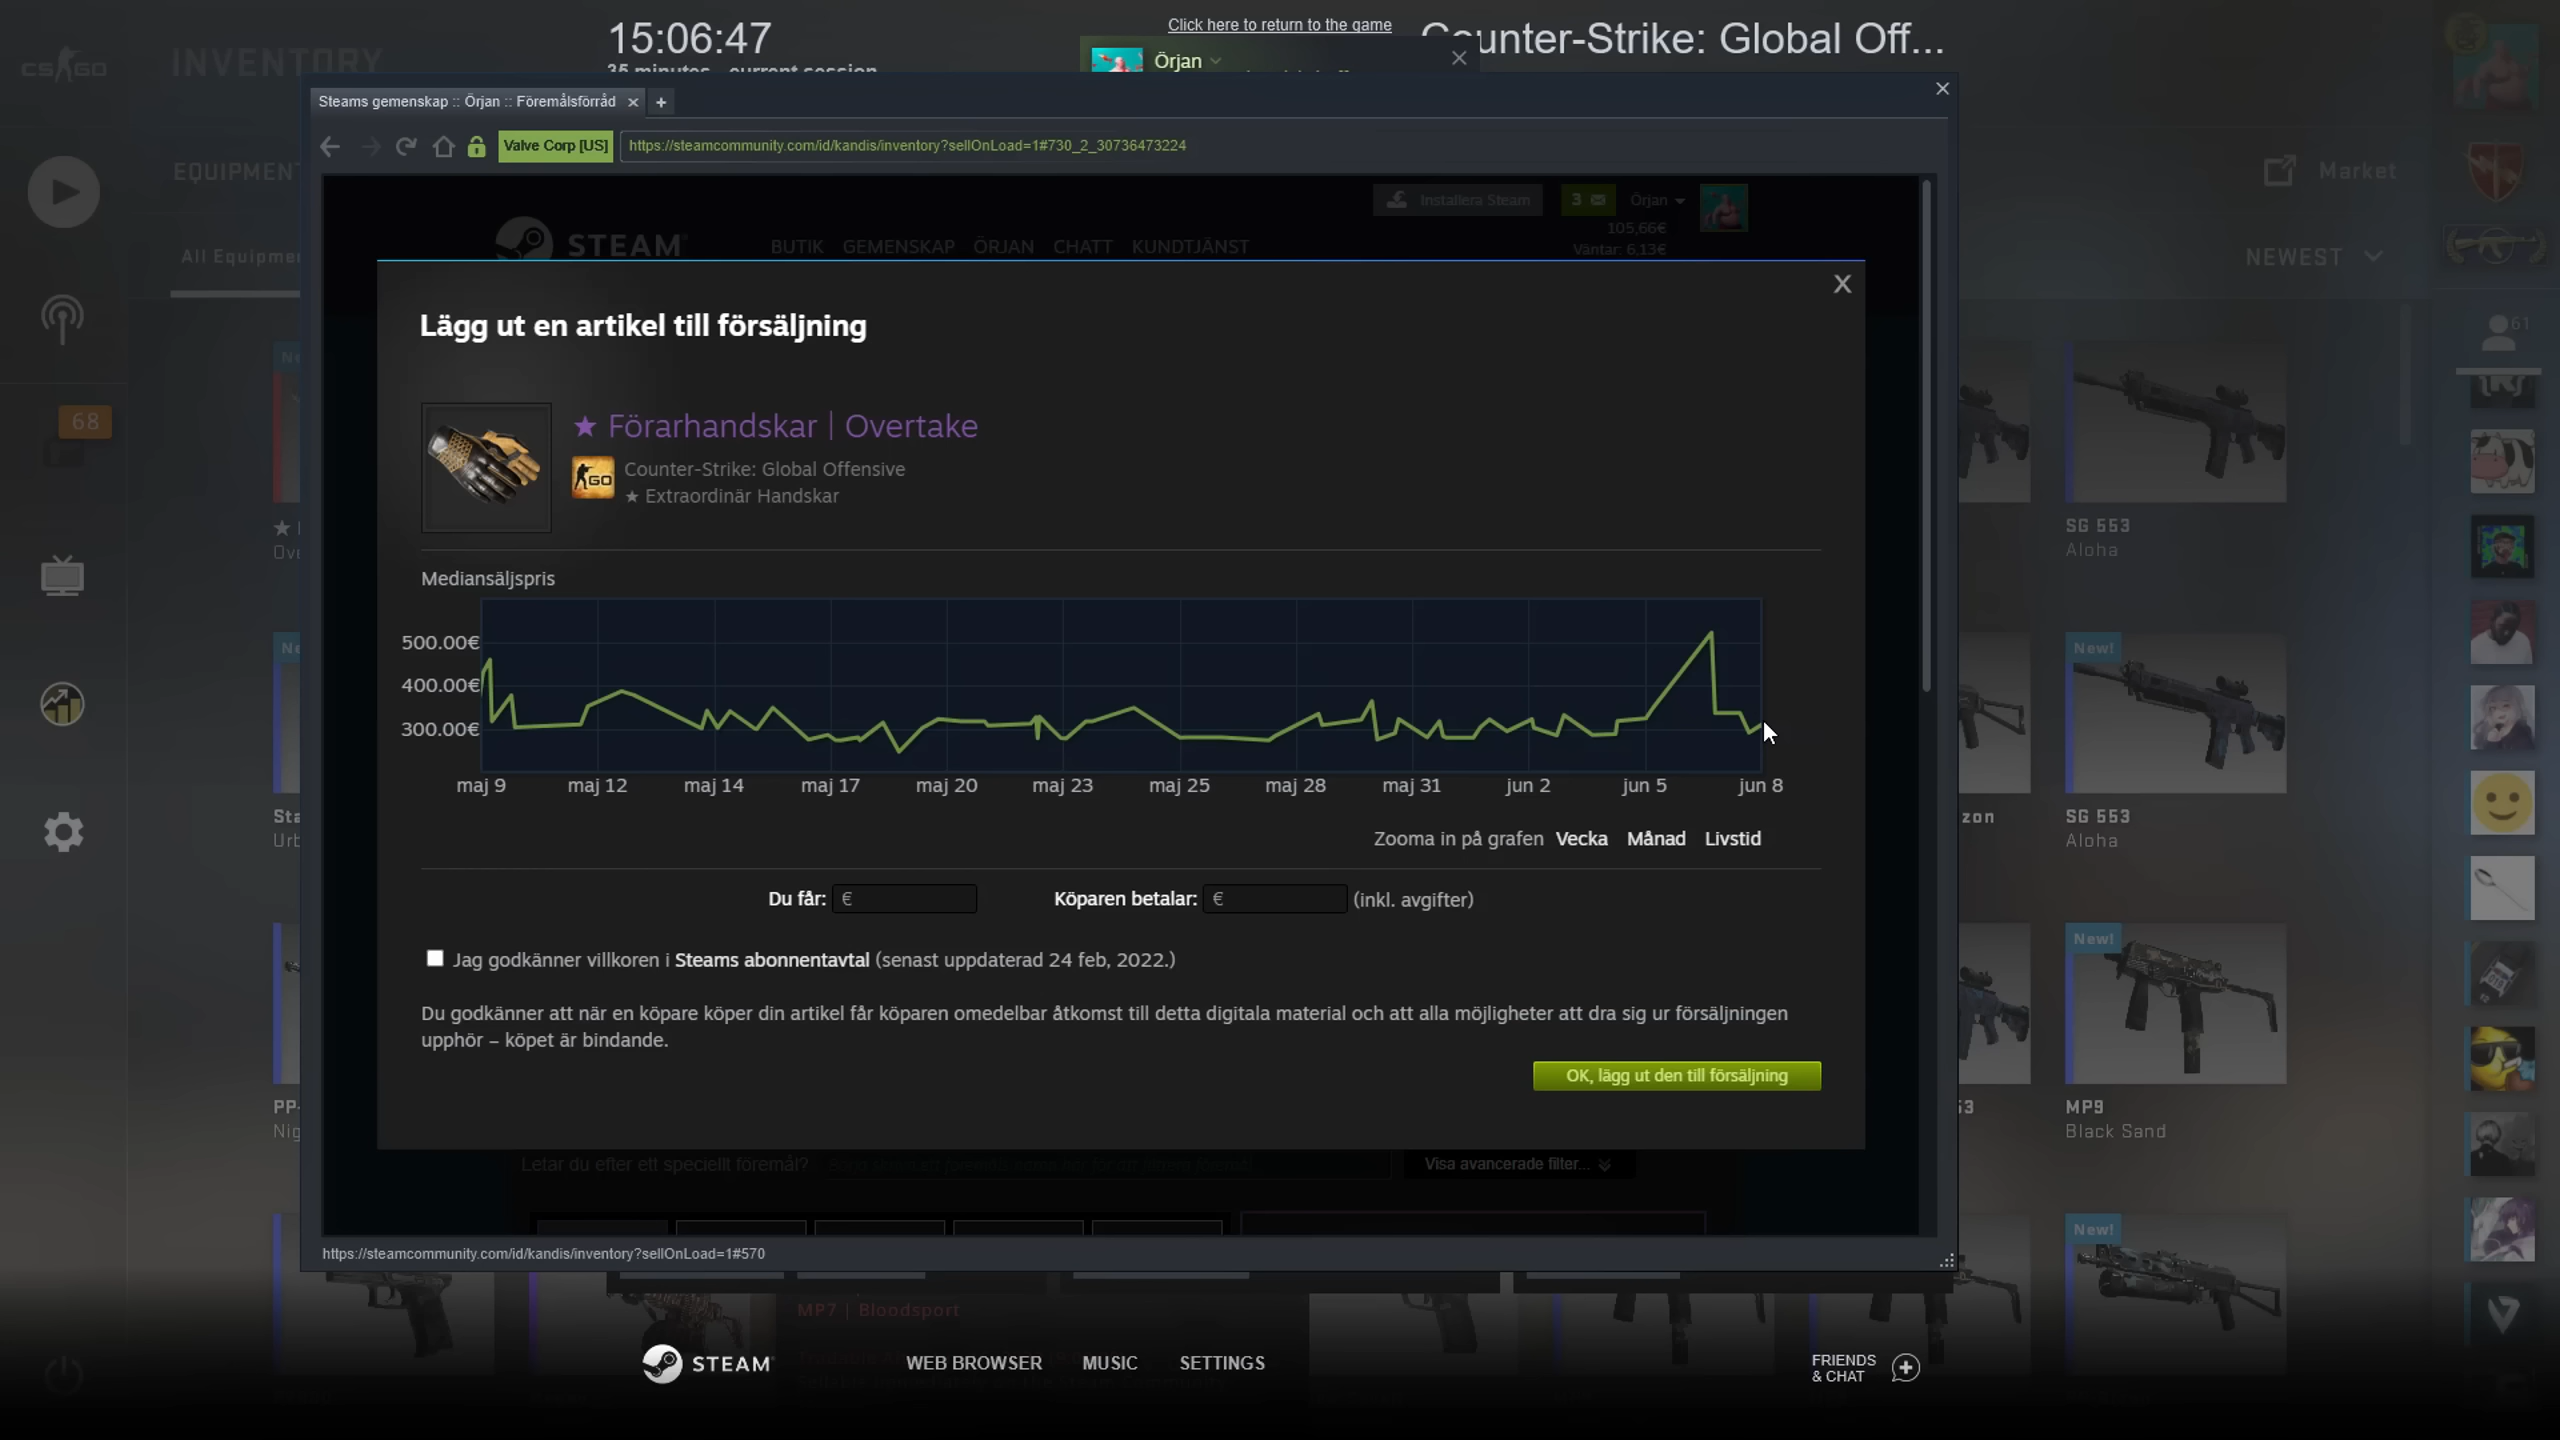 CS GO
INVENTORY
15:06:47
35 minutes - current session
Click here to return to the game
Counter-Strike: Global Off...
Örjan
Steams gemenskap :: Örjan :: Föremålsförråd
Valve Corp [US]
https://steamcommunity.com/id/kandis/inventory?sellOnLoad=1#730_2_30736473224
EQUIPMENT
Market
Installera Steam
3
Örjan
105,66€
Väntar: 6,13€
STEAM
BUTIK GEMENSKAP ÖRJAN CHATT KUNDTJÄNST
All Equipme
NEWEST
Lägg ut en artikel till försäljning
X
61
★ Förarhandskar | Overtake
Counter-Strike: Global Offensive
★ Extraordinär Handskar
GO
68
SG 553
Aloha
Mediansäljspris
500.00€
400.00€
300.00€
maj 9 maj 12 maj 14 maj 17 maj 20 maj 23 maj 25 maj 28 maj 31 jun 2 jun 5 jun 8
New!
SG 553
Aloha
Zooma in på grafen Vecka Månad Livstid
Du får: €
Köparen betalar: € (inkl. avgifter)
Jag godkänner villkoren i Steams abonnentavtal (senast uppdaterad 24 feb, 2022.)
Du godkänner att när en köpare köper din artikel får köparen omedelbar åtkomst till detta digitala material och att alla möjligheter att dra sig ur försäljningen
upphör – köpet är bindande.
OK, lägg ut den till försäljning
New!
MP9
Black Sand
Letar du efter ett speciellt föremål?
Visa avancerade filter...
New!
https://steamcommunity.com/id/kandis/inventory?sellOnLoad=1#570
MP7 | Bloodsport
STEAM
WEB BROWSER
MUSIC
SETTINGS
FRIENDS
& CHAT